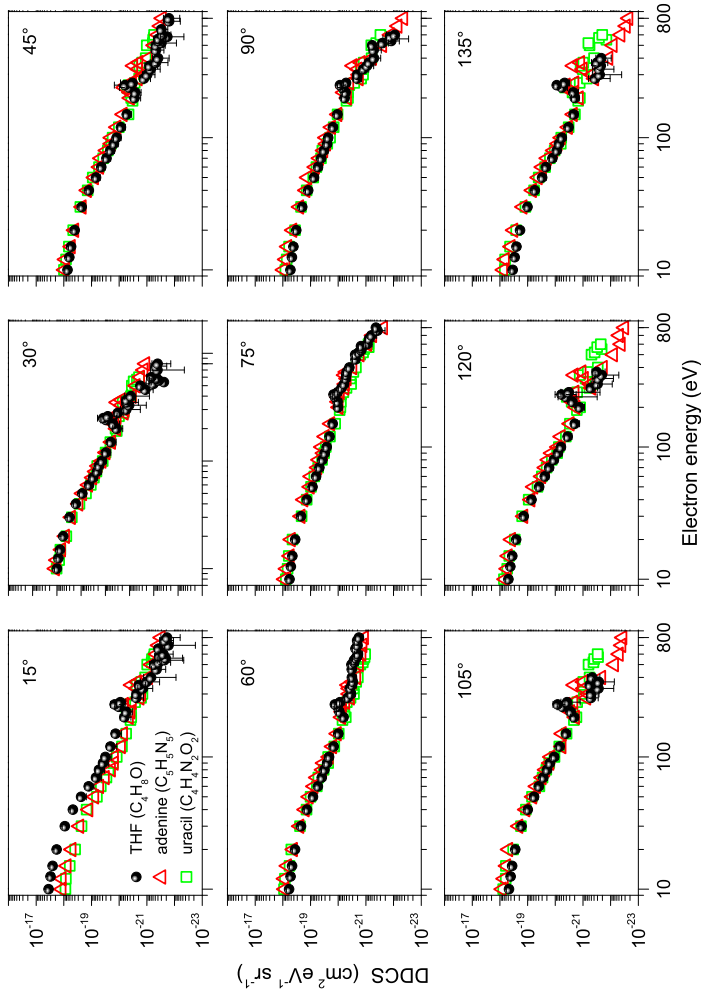 DDCS (cm² eV⁻¹ sr⁻¹)
10⁻¹⁷
10⁻¹⁹
10⁻²¹
10⁻²³
15°
THF (C₄H₈O)
adenine (C₅H₅N₅)
uracil (C₄H₄N₂O₂)
30°
45°
10⁻¹⁷
10⁻¹⁹
10⁻²¹
10⁻²³
60°
75°
90°
10⁻¹⁷
10⁻¹⁹
10⁻²¹
10⁻²³
105°
120°
135°
10 100 800
10 100 800
10 100 800
Electron energy (eV)